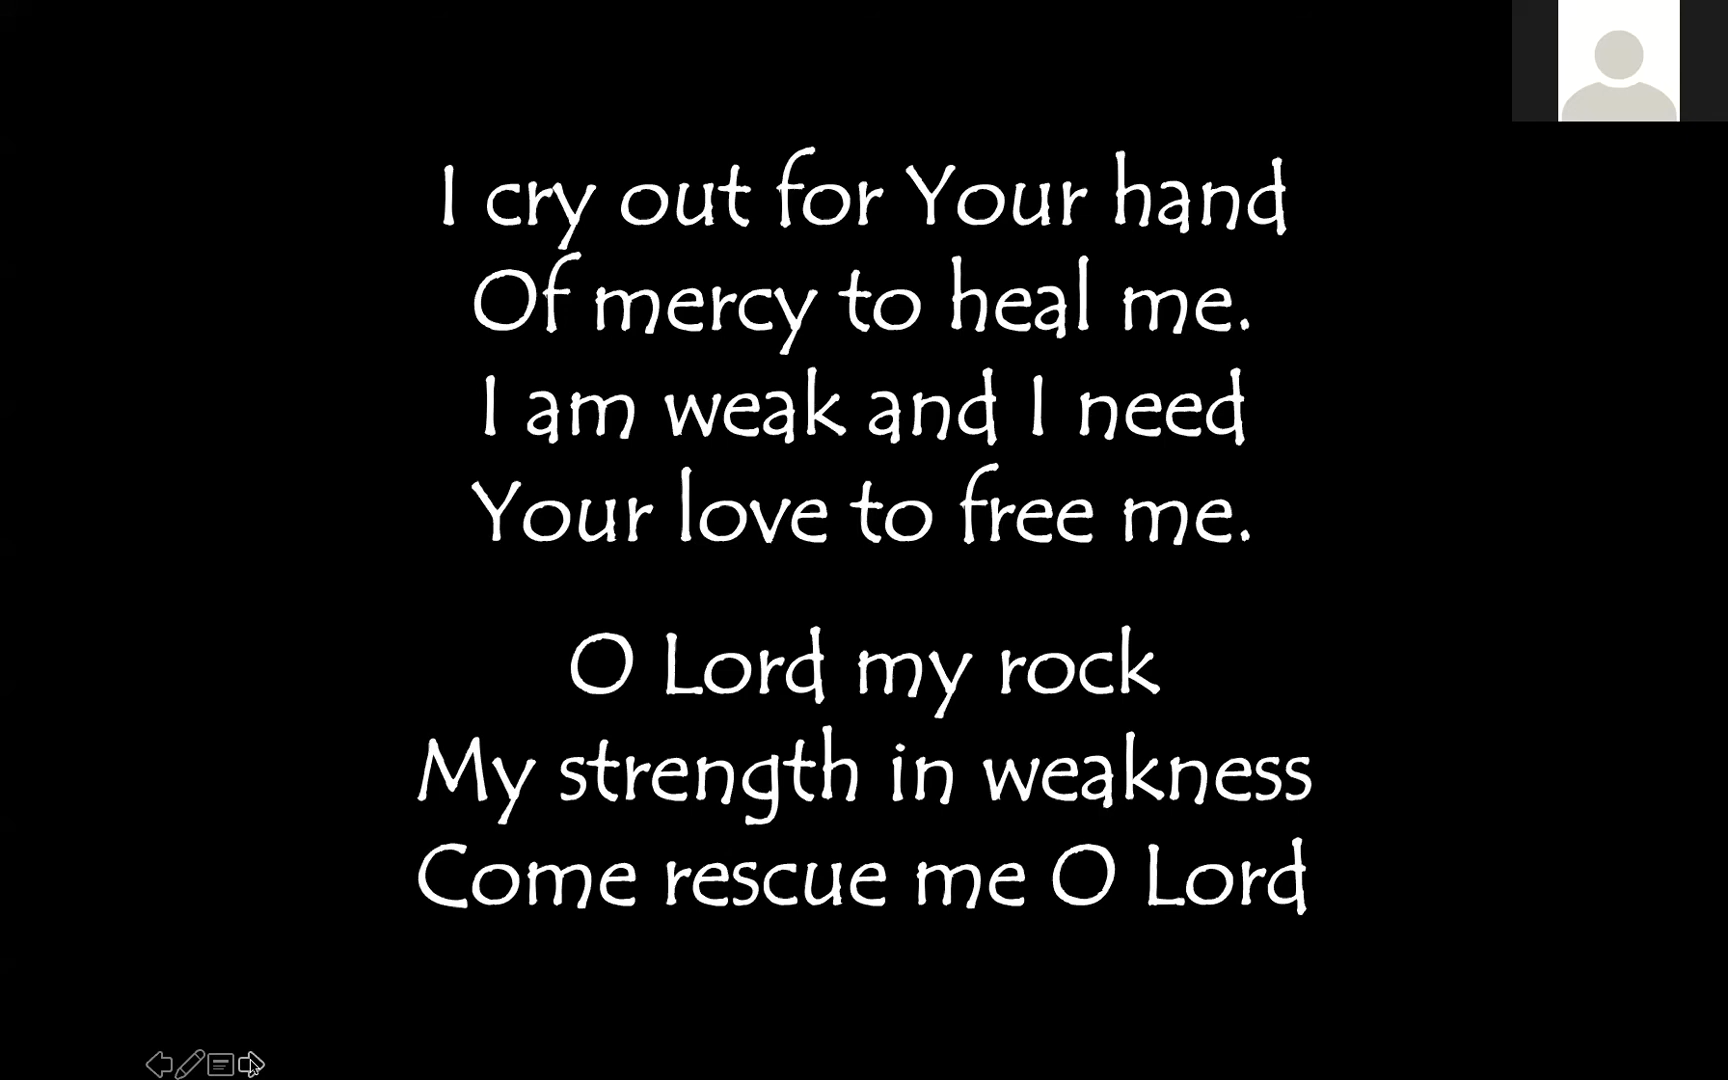 I cry out for Your hand
Of mercy to heal me.
I am weak and I need
Your love to free me.
O Lord my rock
My strength in weakness
Come rescue me O Lord